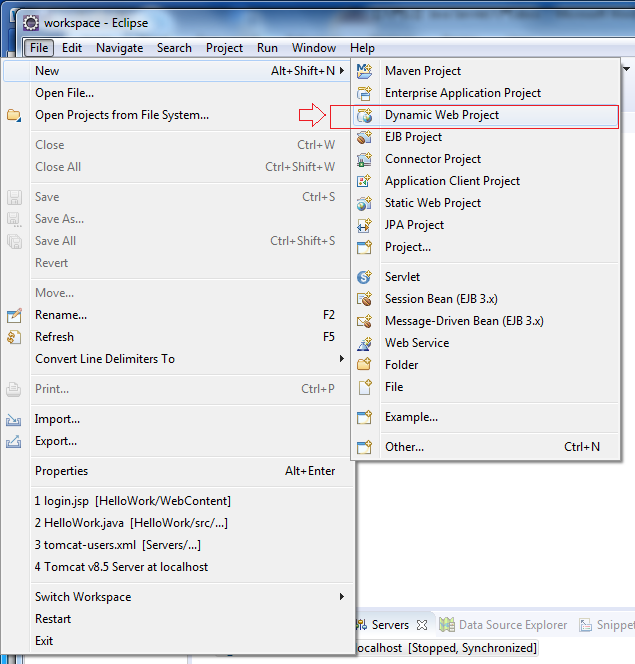 workspace - Eclipse
File Edit Navigate Search Project Run Window Help
New Alt+Shift+N
Open File...
Open Projects from File System...
Close Ctrl+W
Close All Ctrl+Shift+W
Save Ctrl+S
Save As...
Save All Ctrl+Shift+S
Revert
Move...
Rename... F2
Refresh F5
Convert Line Delimiters To
Print... Ctrl+P
Import...
Export...
Properties Alt+Enter
1 login.jsp [HelloWork/WebContent]
2 HelloWork.java [HelloWork/src/...]
3 tomcat-users.xml [Servers/...]
4 Tomcat v8.5 Server at localhost
Switch Workspace
Restart
Exit
Maven Project
Enterprise Application Project
Dynamic Web Project
EJB Project
Connector Project
Application Client Project
Static Web Project
JPA Project
Project...
Servlet
Session Bean (EJB 3.x)
Message-Driven Bean (EJB 3.x)
Web Service
Folder
File
Example...
Other... Ctrl+N
Servers Data Source Explorer Snippet
localhost [Stopped, Synchronized]